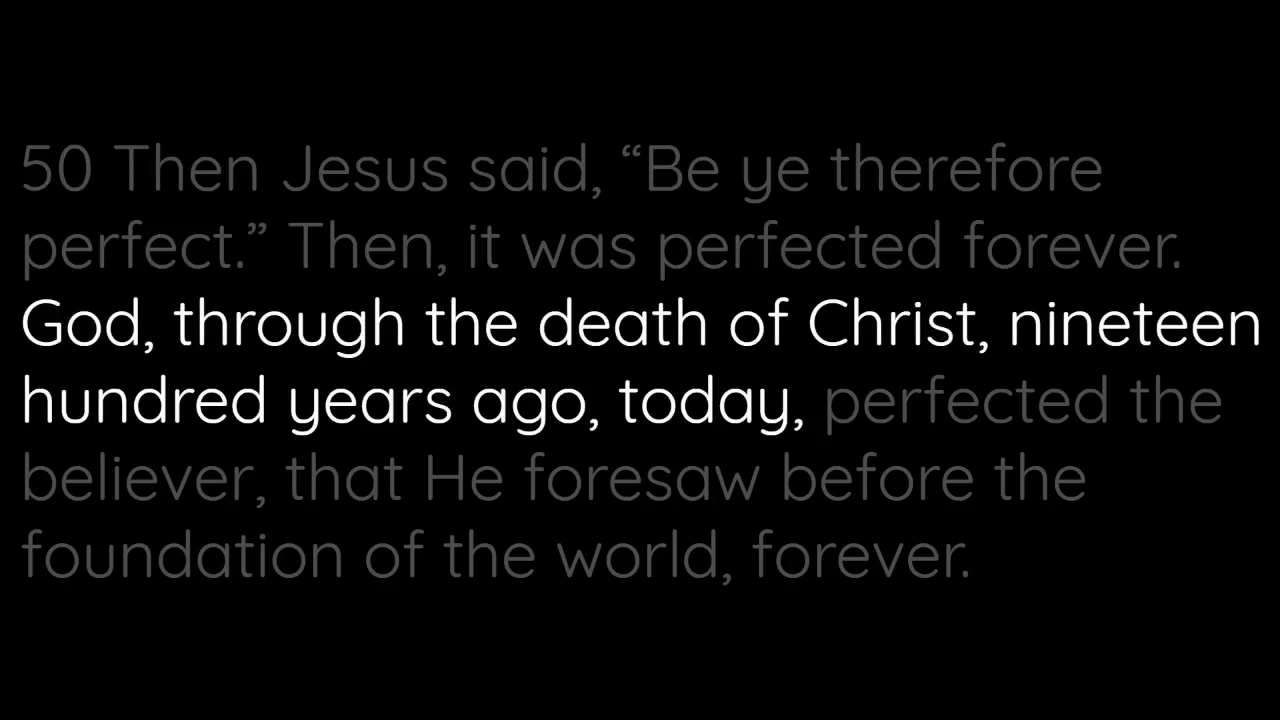 50 Then Jesus said, “Be ye therefore
perfect.” Then, it was perfected forever.
God, through the death of Christ, nineteen
hundred years ago, today, perfected the
believer, that He foresaw before the
foundation of the world, forever.